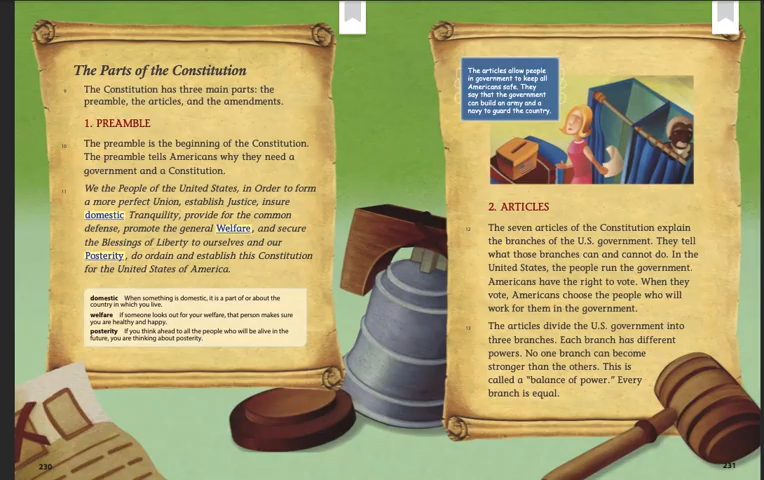 The Parts of the Constitution
9
The Constitution has three main parts: the
preamble, the articles, and the amendments.
1. PREAMBLE
10
The preamble is the beginning of the Constitution.
The preamble tells Americans why they need a
government and a Constitution.
11
We the People of the United States, in Order to form
a more perfect Union, establish Justice, insure
domestic Tranquility, provide for the common
defense, promote the general Welfare, and secure
the Blessings of Liberty to ourselves and our
Posterity, do ordain and establish this Constitution
for the United States of America.
domestic When something is domestic, it is a part of or about the
country in which you live.
welfare If someone looks out for your welfare, that person makes sure
you are healthy and happy.
posterity If you think ahead to all the people who will be alive in the
future, you are thinking about posterity.
230
The articles allow people
in government to keep all
Americans safe. They
say that the government
can build an army and a
navy to guard the country.
2. ARTICLES
12
The seven articles of the Constitution explain
the branches of the U.S. government. They tell
what those branches can and cannot do. In the
United States, the people run the government.
Americans have the right to vote. When they
vote, Americans choose the people who will
work for them in the government.
13
The articles divide the U.S. government into
three branches. Each branch has different
powers. No one branch can become
stronger than the others. This is
called a “balance of power.” Every
branch is equal.
231